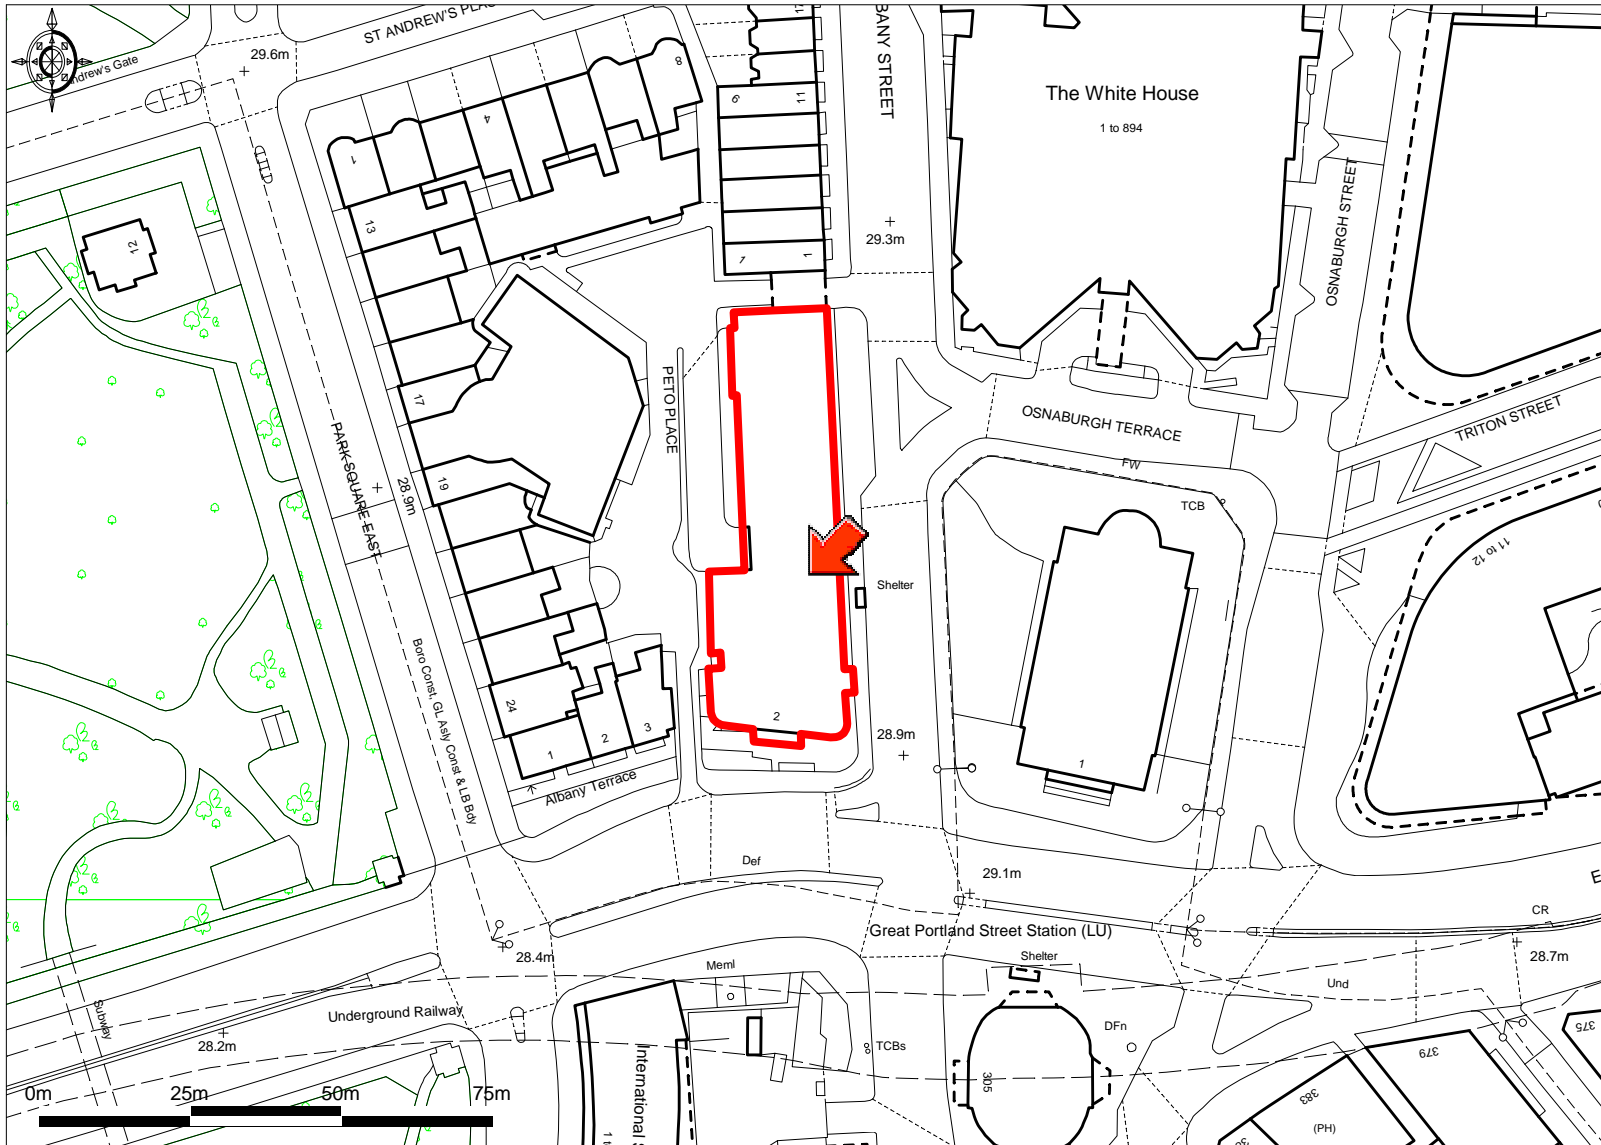 ST ANDREW'S PLAC
BANY STREET
29.6m
ndrew's Gate
8
4
1
9
11
The White House
1 to 894
OSNABURGH STREET
12
13
29.3m
7
1
PETO PLACE
17
OSNABURGH TERRACE
TRITON STREET
FW
PARK SQUARE EAST
28.9m
19
TCB
11 to 12
Shelter
Boro Const, GL Asly Const & LB Bdy
24
1
2
3
2
28.9m
1
Albany Terrace
Def
29.1m
E
CR
Great Portland Street Station (LU)
28.4m
Meml
Shelter
28.7m
Und
Subway
Underground Railway
28.2m
DFn
TCBs
International S
305
379
375
383
(PH)
0m
25m
50m
75m